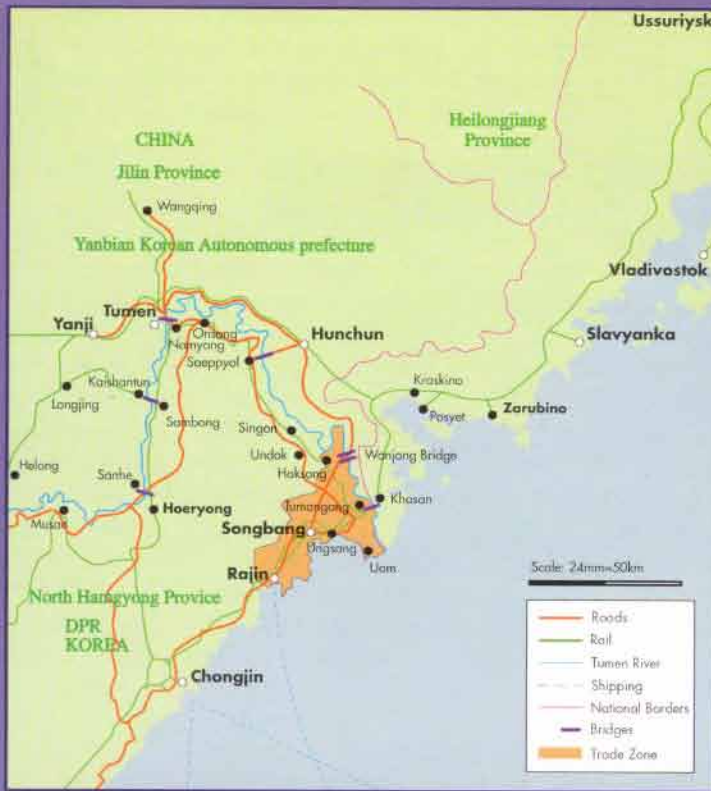 Ussuriysk
Heilongjiang
Province
CHINA
Jilin Province
Wangqing
Yanbian Korean Autonomous prefecture
Vladivostok
Tumen
Yanji
Onsong
Namyang
Hunchun
Slavyanka
Saeppyol
Kaishantun
Longjing
Sambong
Kraskino
Posyet
Zarubino
Singon
Undok
Haksong
Wanjong Bridge
Helong
Sanhe
Hoeryong
Tumangang
Khasan
Musan
Songbang
Ungsang
Uam
Rajin
Scale: 24mm=50km
North Hamgyong Provice
DPR
KOREA
Chongjin
Roads
Rail
Tumen River
Shipping
National Borders
Bridges
Trade Zone